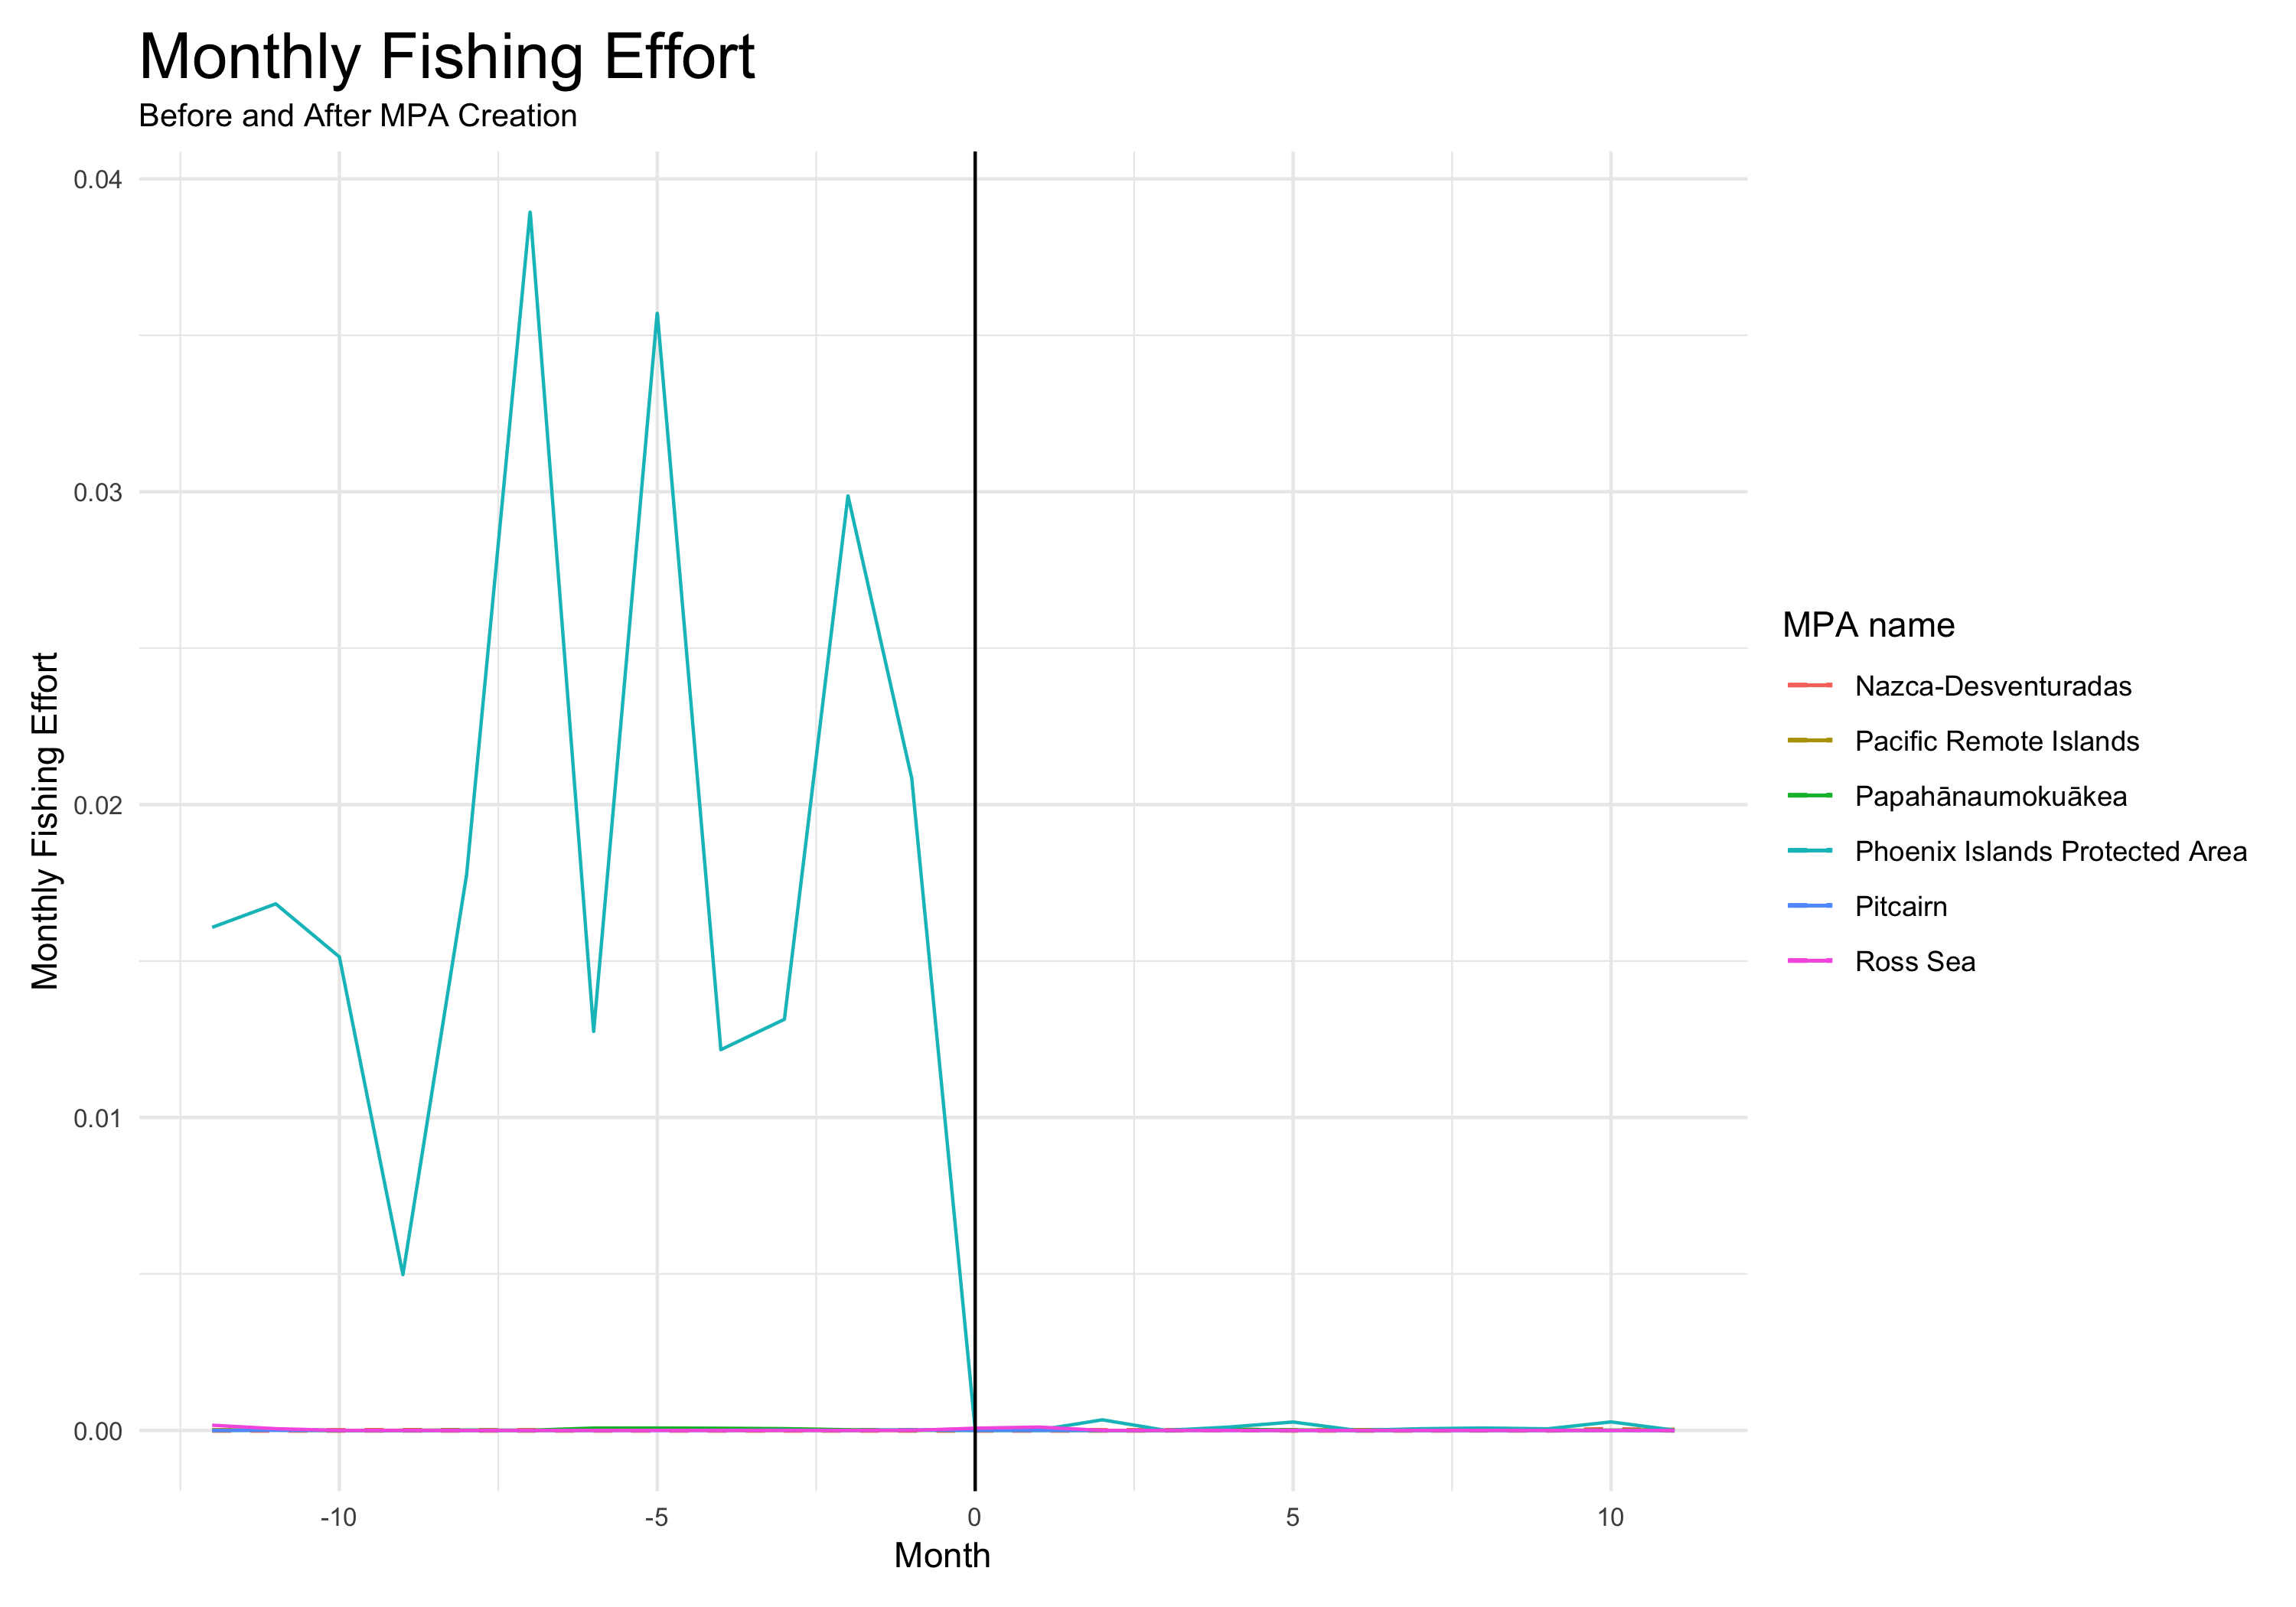 Monthly Fishing Effort
Before and After MPA Creation
Monthly Fishing Effort
0.04
0.03
0.02
0.01
0.00
-10
-5
0
5
10
Month
MPA name
Nazca-Desventuradas
Pacific Remote Islands
Papahānaumokuākea
Phoenix Islands Protected Area
Pitcairn
Ross Sea